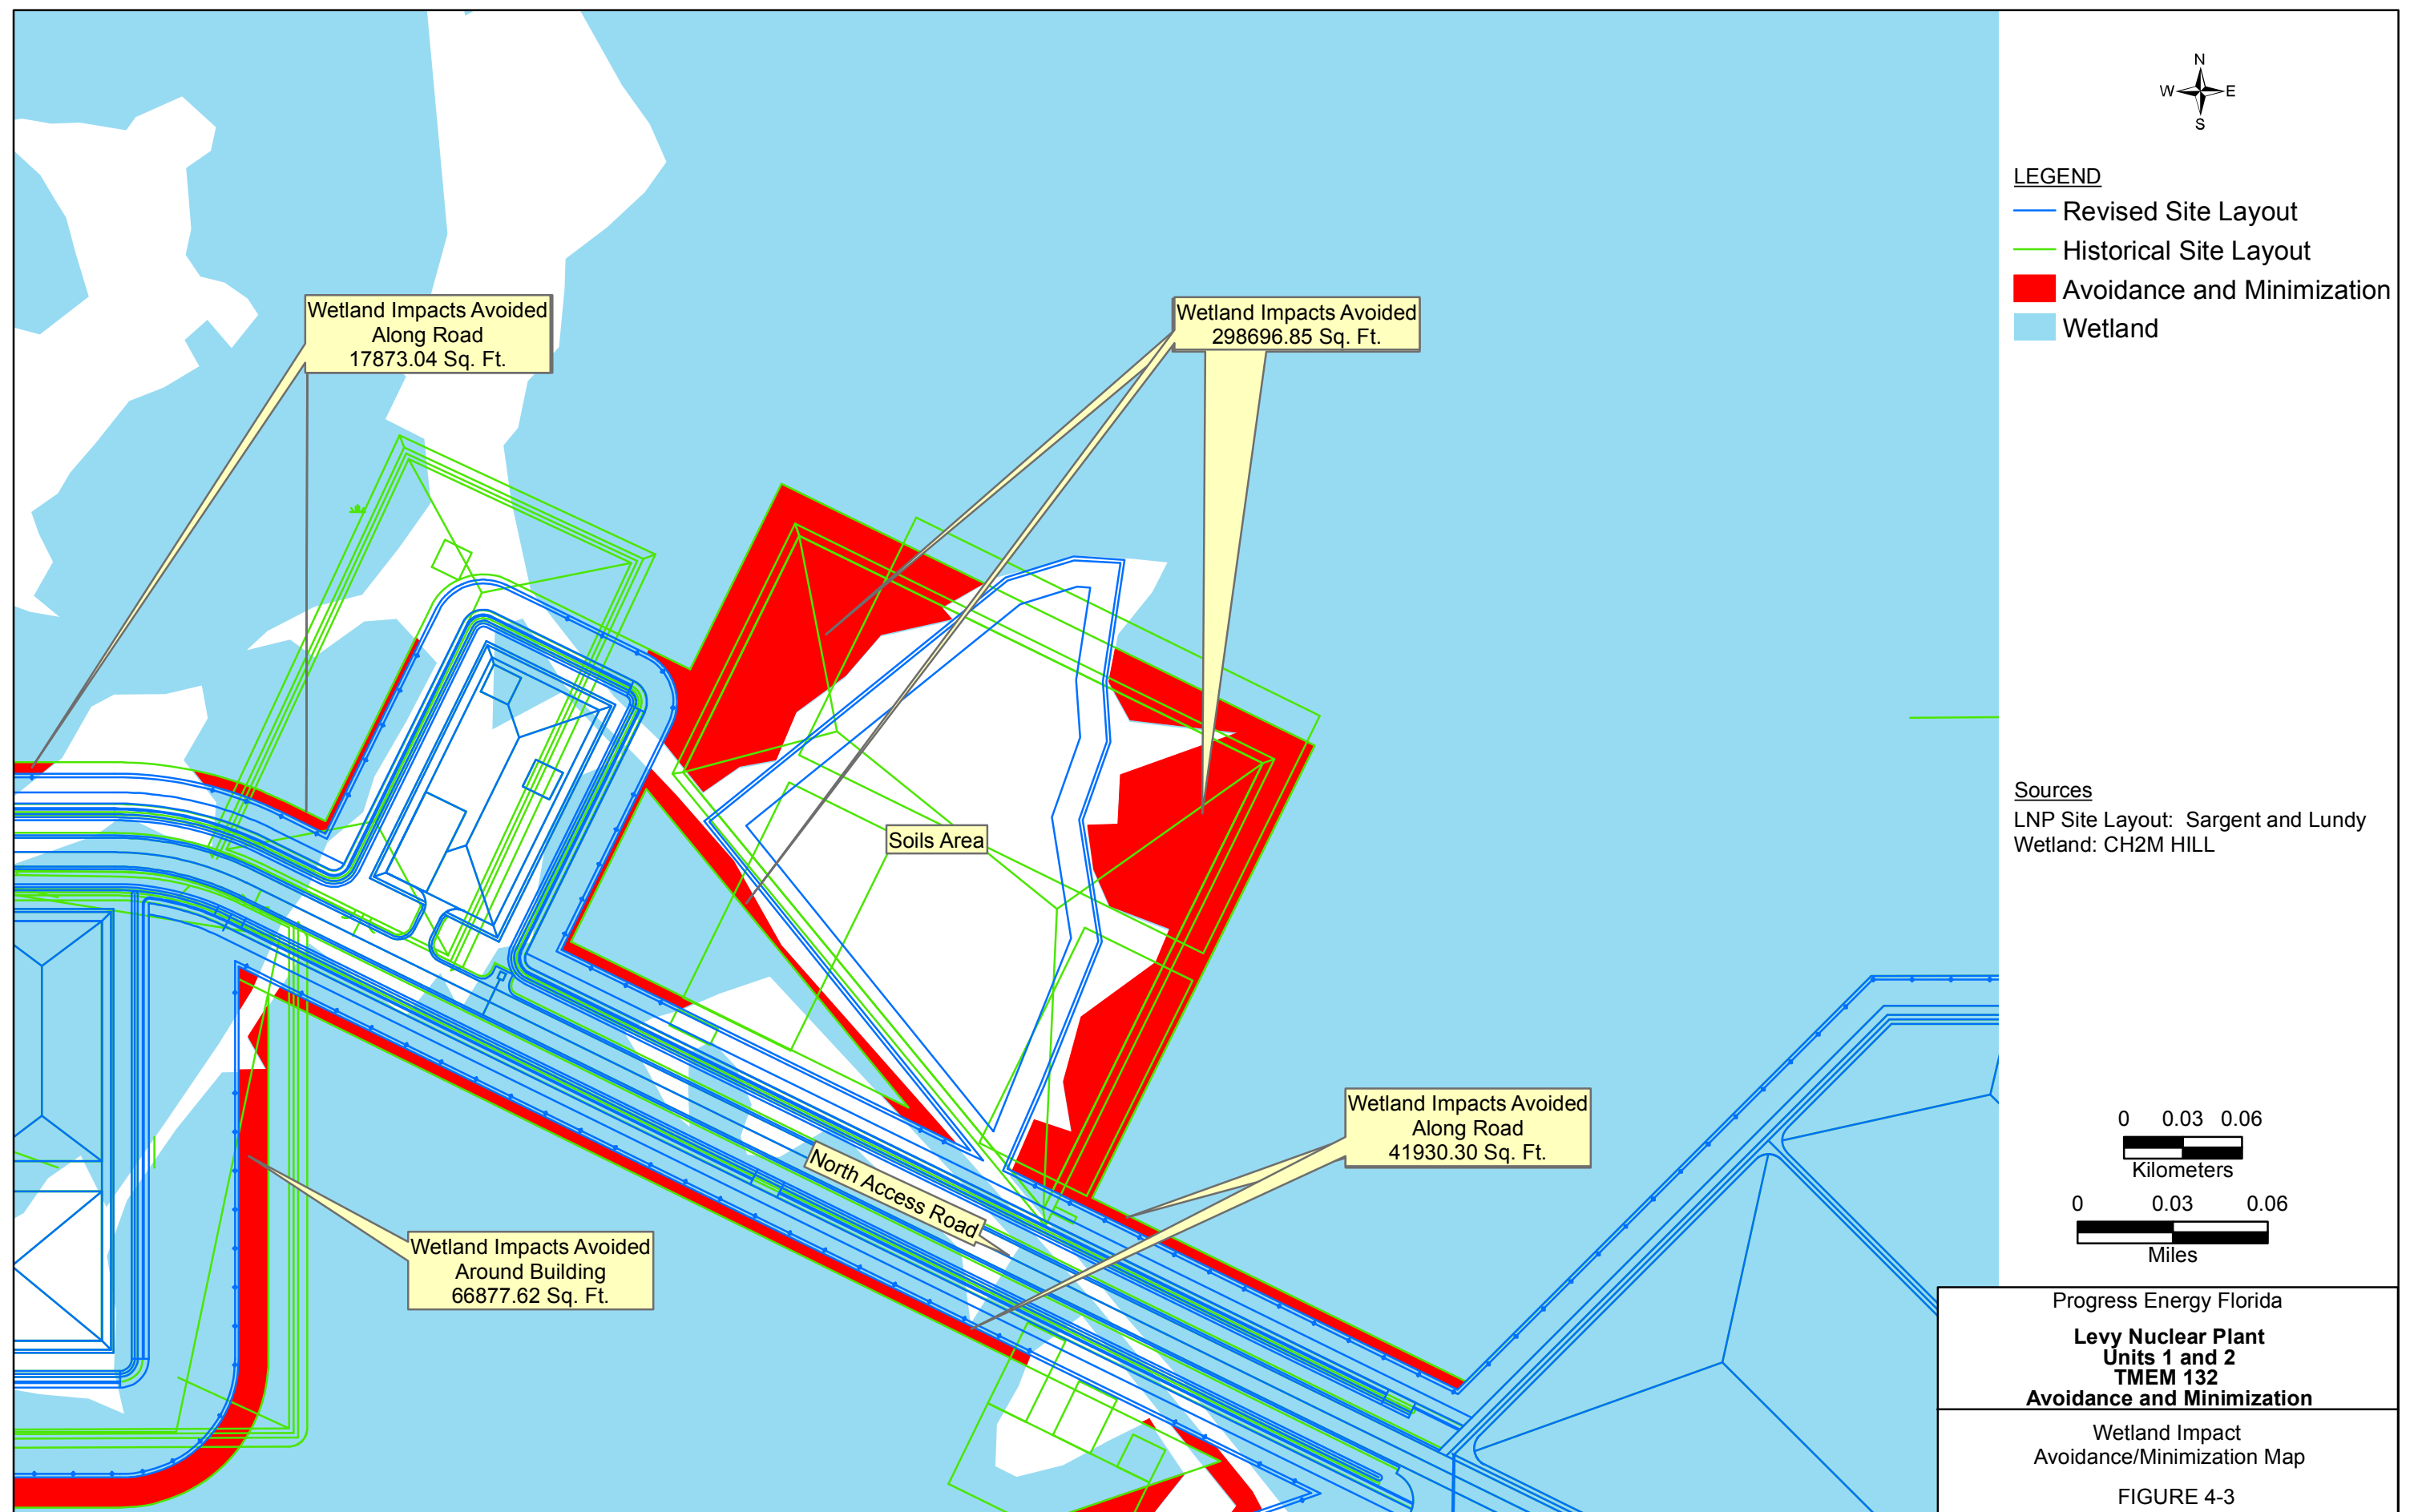 Wetland Impacts Avoided
Along Road
17873.04 Sq. Ft.
Wetland Impacts Avoided
298696.85 Sq. Ft.
Soils Area
North Access Road
Wetland Impacts Avoided
Along Road
41930.30 Sq. Ft.
Wetland Impacts Avoided
Around Building
66877.62 Sq. Ft.
N
W E
S
LEGEND
Revised Site Layout
Historical Site Layout
Avoidance and Minimization
Wetland
Sources
LNP Site Layout: Sargent and Lundy
Wetland: CH2M HILL
0 0.03 0.06
Kilometers
0 0.03 0.06
Miles
Progress Energy Florida
Levy Nuclear Plant
Units 1 and 2
TMEM 132
Avoidance and Minimization
Wetland Impact
Avoidance/Minimization Map
FIGURE 4-3